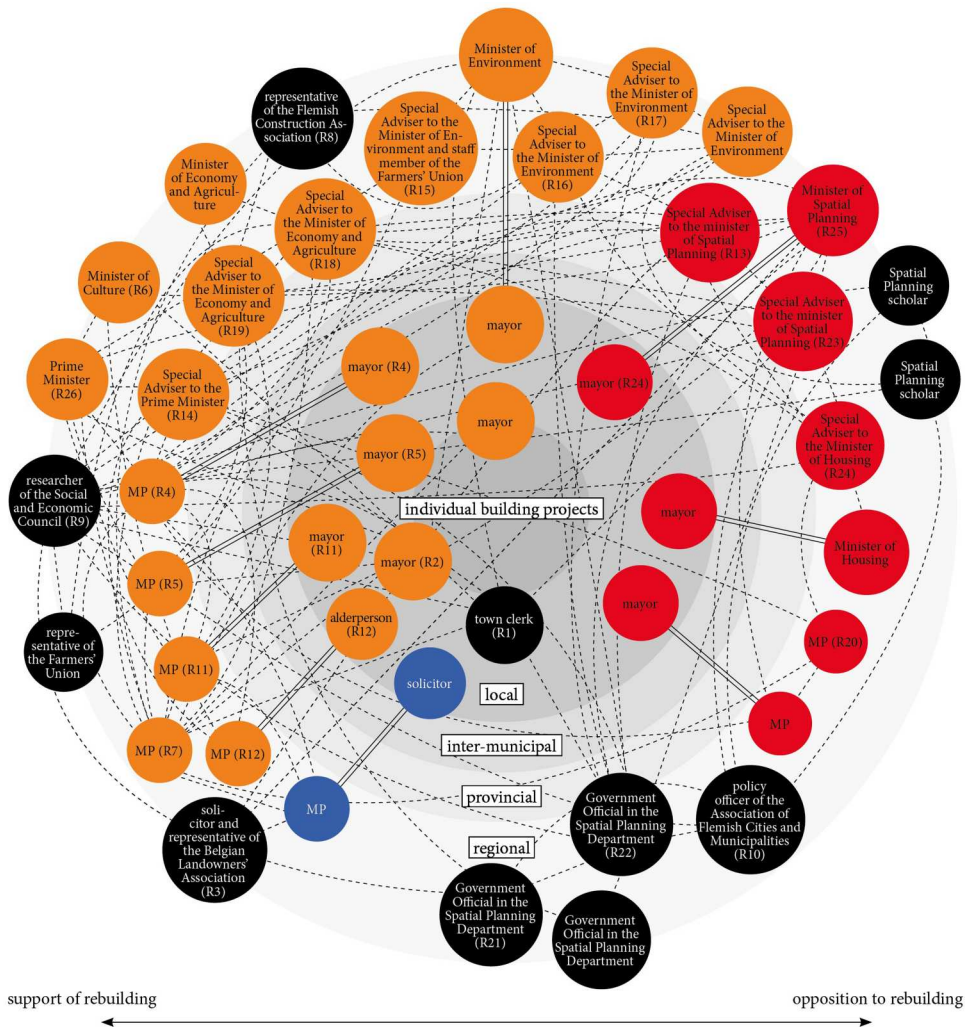 Minister of
Environment
representative
of the Flemish
Construction As-
sociation (R8)
Special
Adviser to the
Minister of En-
vironment and staff
member of the
Farmers' Union
(R15)
Special
Adviser to
the Minister of
Environment
(R16)
Special
Adviser to
the Minister of
Environment
(R17)
Special
Adviser to
the Minister of
Environment
Minister
of Economy
and Agricul-
ture
Special
Adviser to
the Minister of
Economy and
Agriculture
(R18)
Special Adviser
to the minister
of Spatial
Planning (R13)
Minister of
Spatial
Planning
(R25)
Minister of
Culture (R6)
Special
Adviser to
the Minister of
Economy and
Agriculture
(R19)
Spatial
Planning
scholar
mayor
Special Adviser
to the minister
of Spatial
Planning (R23)
Prime
Minister
(R26)
Special
Adviser to the
Prime Minister
(R14)
mayor (R4)
mayor (R24)
Spatial
Planning
scholar
mayor
mayor (R5)
Special
Adviser to
the Minister
of Housing
(R24)
researcher
of the Social
and Economic
Council (R9)
MP (R4)
individual building projects
mayor
mayor
(R11)
mayor (R2)
Minister of
Housing
MP (R5)
alderperson
(R12)
mayor
town clerk
(R1)
repre-
sentative of
the Farmers'
Union
MP (R11)
MP (R20)
solicitor
local
MP
MP (R7)
MP (R12)
inter-municipal
provincial
MP
soli-
citor and
representative of
the Belgian
Landowners'
Association
(R3)
regional
Government
Official in the
Spatial Planning
Department
(R22)
policy
officer of the
Association of
Flemish Cities and
Municipalities
(R10)
Government
Official in the
Spatial Planning
Department
(R21)
Government
Official in the
Spatial Planning
Department
support of rebuilding
opposition to rebuilding